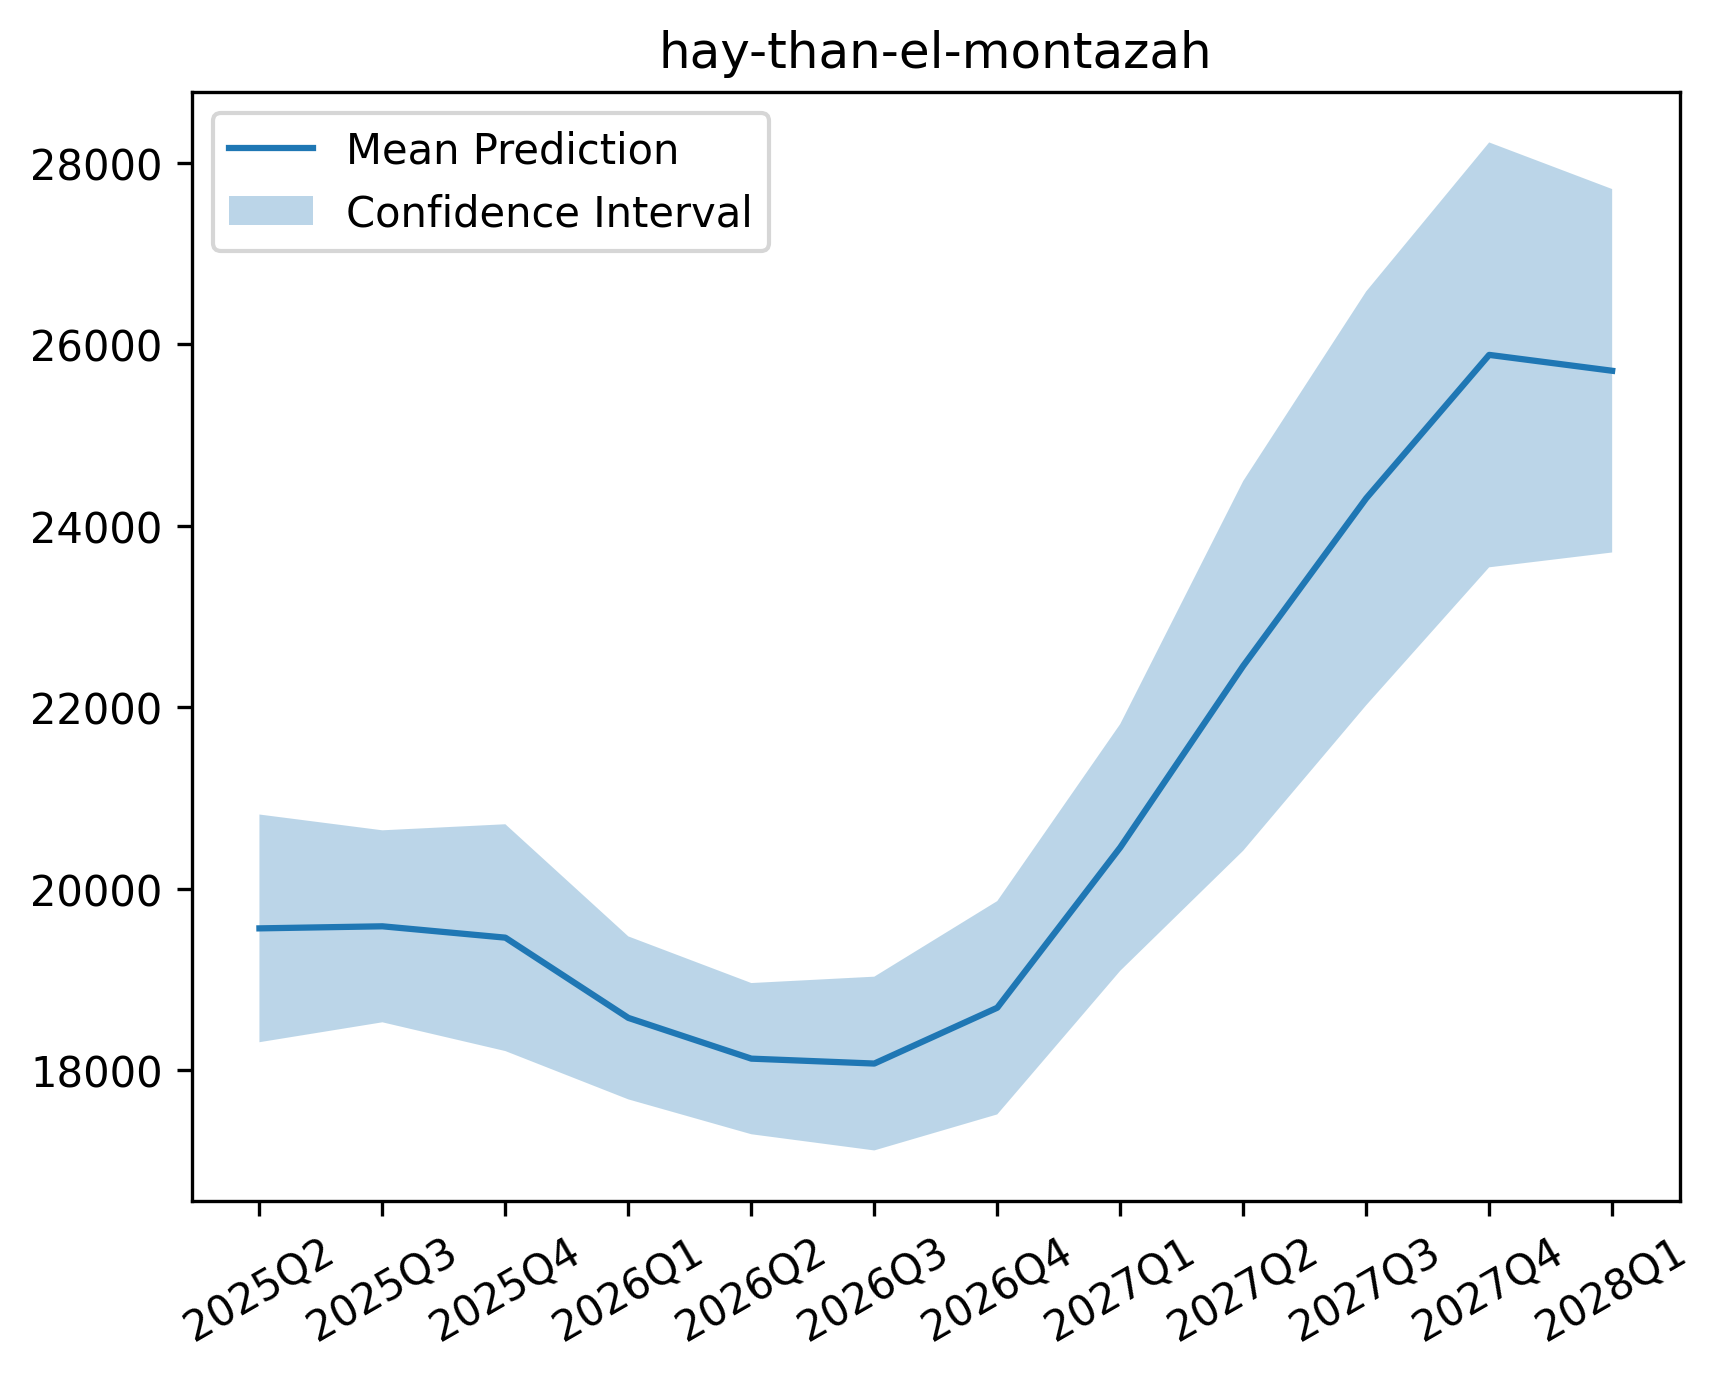 hay-than-el-montazah
Mean Prediction
Confidence Interval
28000
26000
24000
22000
20000
18000
2025Q2
2025Q3
2025Q4
2026Q1
2026Q2
2026Q3
2026Q4
2027Q1
2027Q2
2027Q3
2027Q4
2028Q1